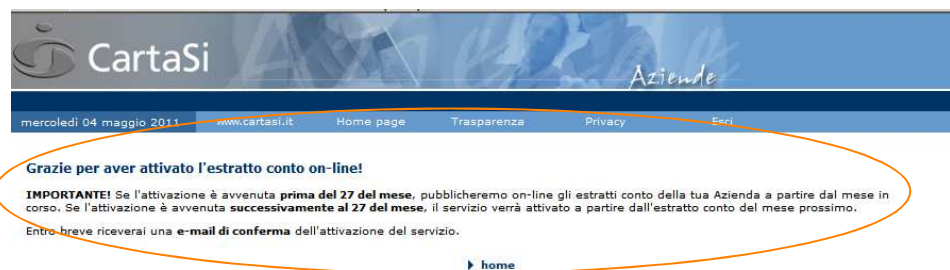 CartaSi
Aziende
mercoledì 04 maggio 2011 www.cartasi.it Home page Trasparenza Privacy Esci
Grazie per aver attivato l'estratto conto on-line!
IMPORTANTE! Se l'attivazione è avvenuta prima del 27 del mese, pubblicheremo on-line gli estratti conto della tua Azienda a partire dal mese in
corso. Se l'attivazione è avvenuta successivamente al 27 del mese, il servizio verrà attivato a partire dall'estratto conto del mese prossimo.
Entro breve riceverai una e-mail di conferma dell'attivazione del servizio.
home